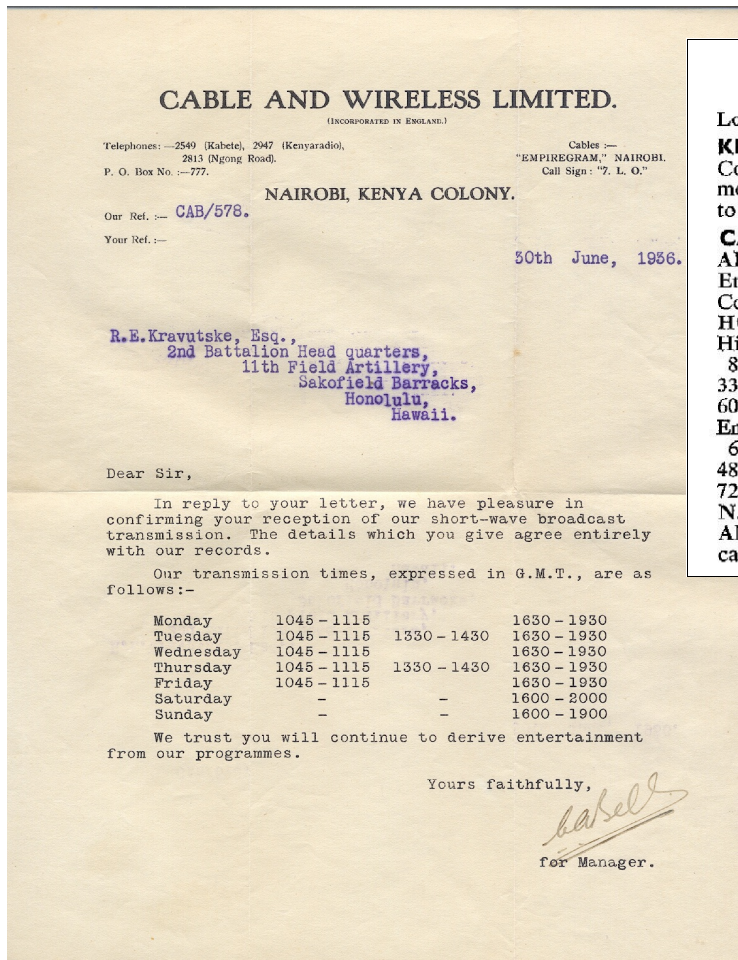 CABLE AND WIRELESS LIMITED.
(INCORPORATED IN ENGLAND.)
Telephones: —2549 (Kabete), 2947 (Kenyaradio),
2813 (Ngong Road).
P. O. Box No. :—777.
Cables :—
"EMPIREGRAM," NAIROBI.
Call Sign : "7. L. O."
NAIROBI, KENYA COLONY.
Our Ref. :— CAB/578.
Your Ref. :—
30th June, 1936.
R.E.Kravutske, Esq.,
2nd Battalion Head quarters,
11th Field Artillery,
Sakofield Barracks,
Honolulu,
Hawaii.
Dear Sir,
In reply to your letter, we have pleasure in
confirming your reception of our short-wave broadcast
transmission. The details which you give agree entirely
with our records.
Our transmission times, expressed in G.M.T., are as
follows:-
Monday 1045-1115 1630-1930
Tuesday 1045-1115 1330-1430 1630-1930
Wednesday 1045-1115 1630-1930
Thursday 1045-1115 1330-1430 1630-1930
Friday 1045-1115 1630-1930
Saturday - - 1600-2000
Sunday - - 1600-1900
We trust you will continue to derive entertainment
from our programmes.
Yours faithfully,
for Manager.
Lo
KE
Co
mo
to
CA
Al
En
Co
H
Hi
8
33
60
En
6
48
72
N.
Al
ca